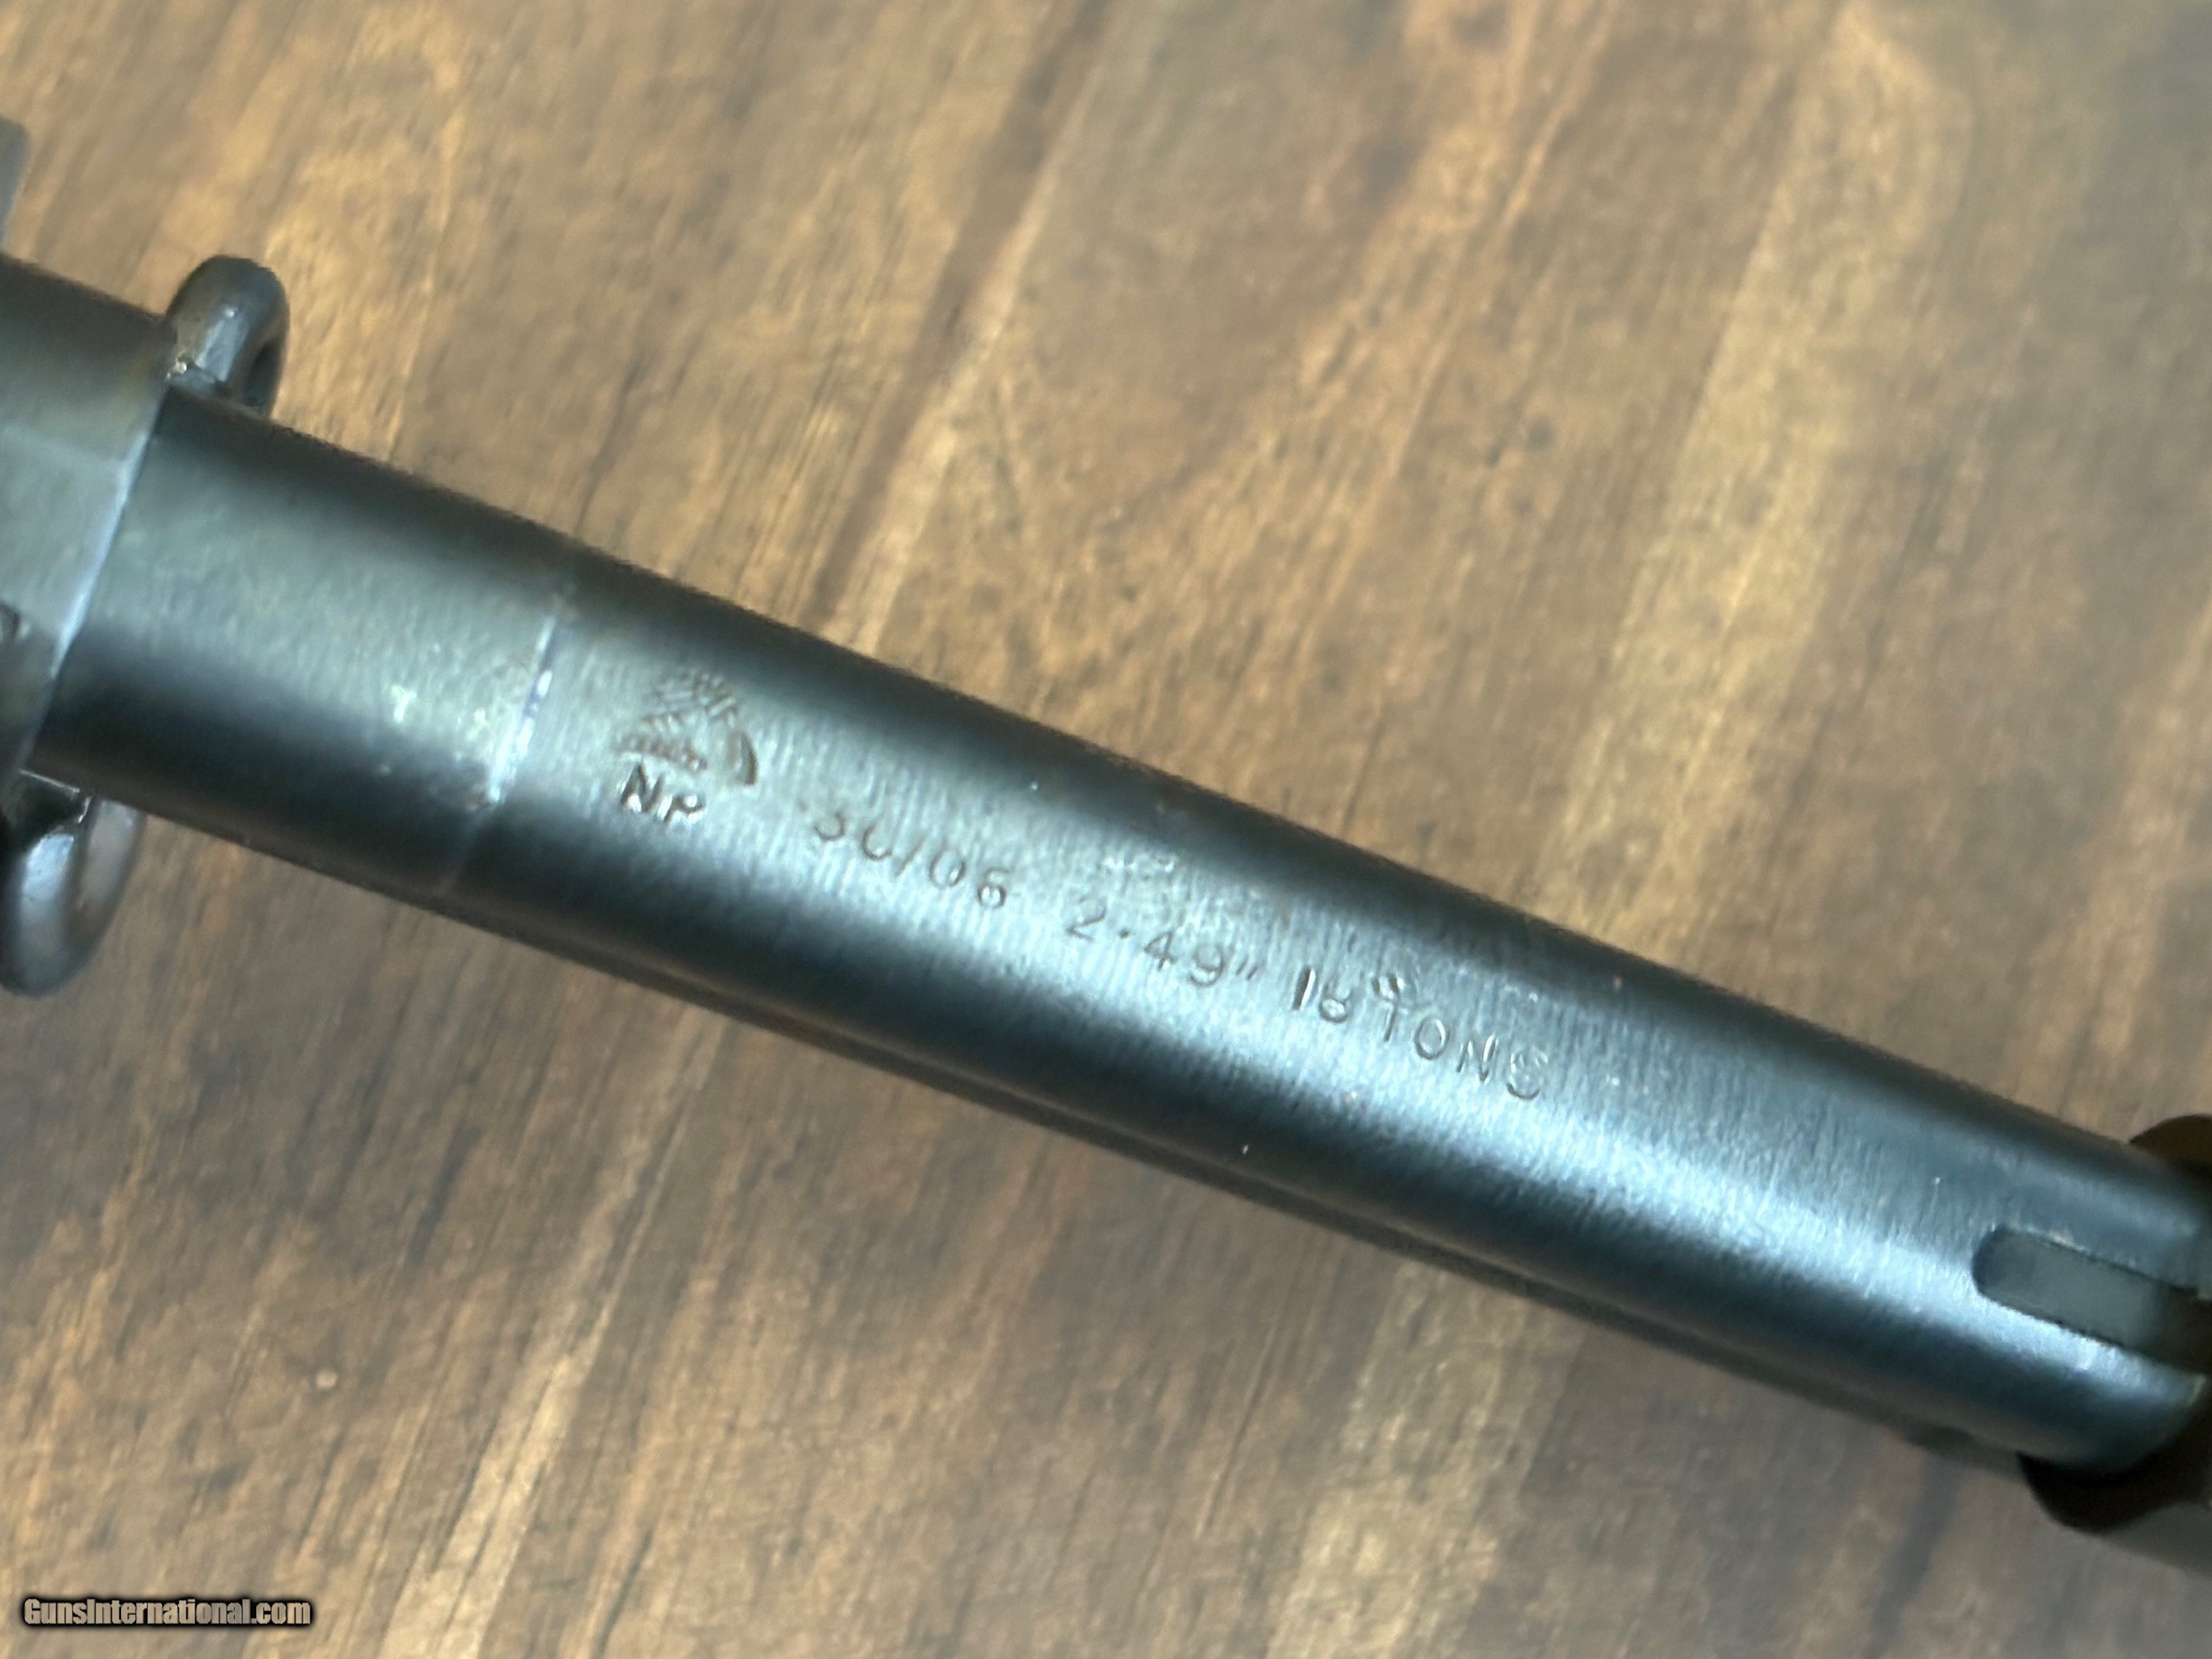 NP .30/06 2.49" 18 TONS
GunsInternational.com